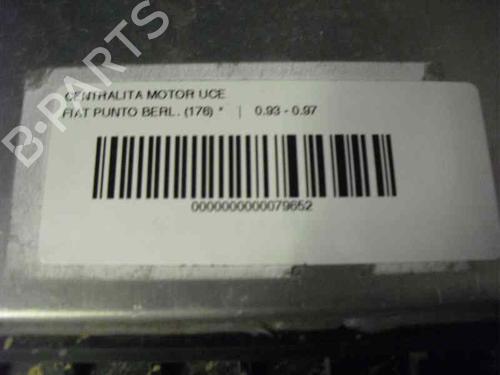 B-PARTS
CENTRALITA MOTOR UCE
FIAT PUNTO BERL. (176) * | 0.93 - 0.97
0000000000079652